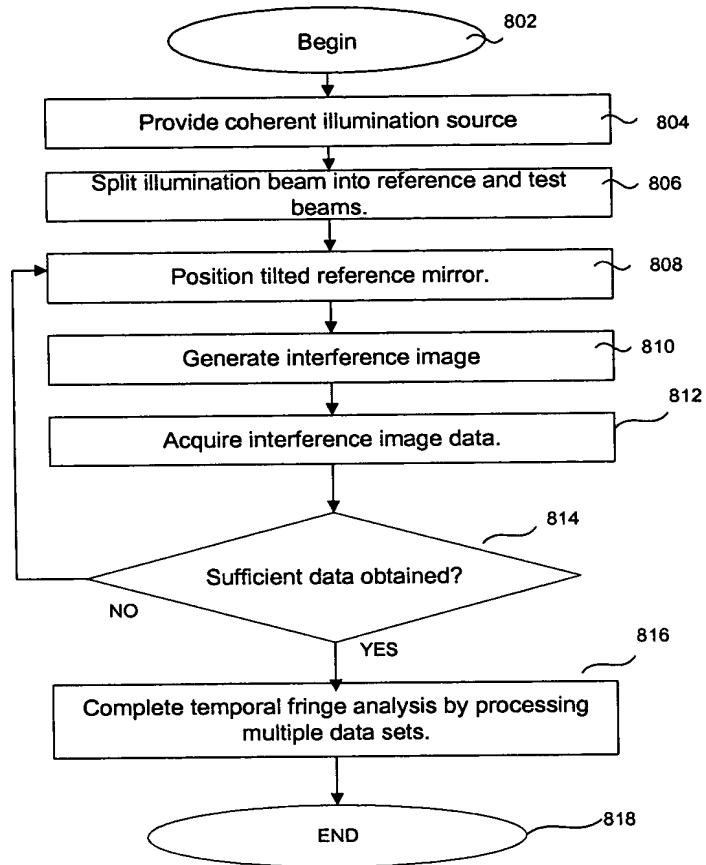 Begin
802
Provide coherent illumination source
804
Split illumination beam into reference and test
beams.
806
Position tilted reference mirror.
808
Generate interference image
810
Acquire interference image data.
812
Sufficient data obtained?
814
NO
YES
Complete temporal fringe analysis by processing
multiple data sets.
816
END
818